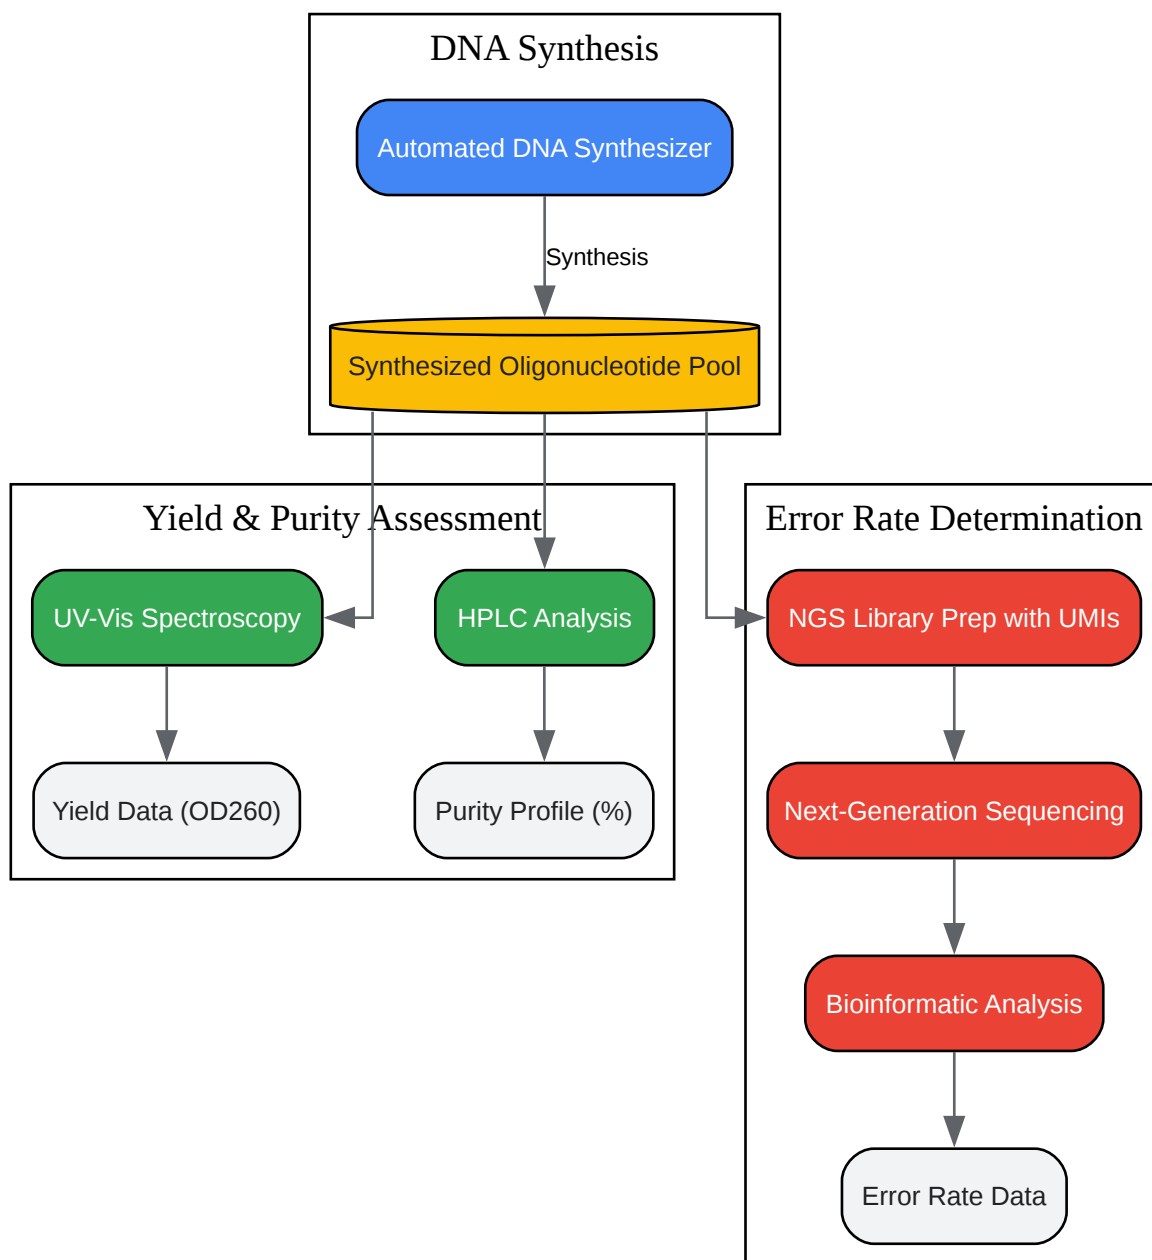 DNA Synthesis
Automated DNA Synthesizer
Synthesis
Synthesized Oligonucleotide Pool
Yield & Purity Assessment
UV-Vis Spectroscopy
HPLC Analysis
Yield Data (OD260)
Purity Profile (%)
Error Rate Determination
NGS Library Prep with UMIs
Next-Generation Sequencing
Bioinformatic Analysis
Error Rate Data